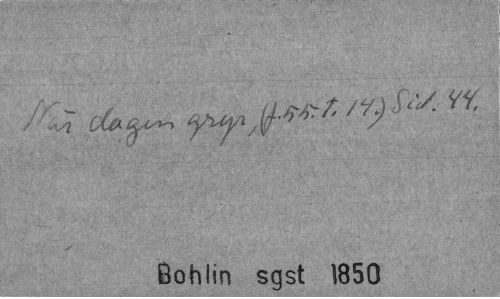 När dagen gryr, (f. 55. t. 14.) Sid. 44.
Bohlin sgst 1850